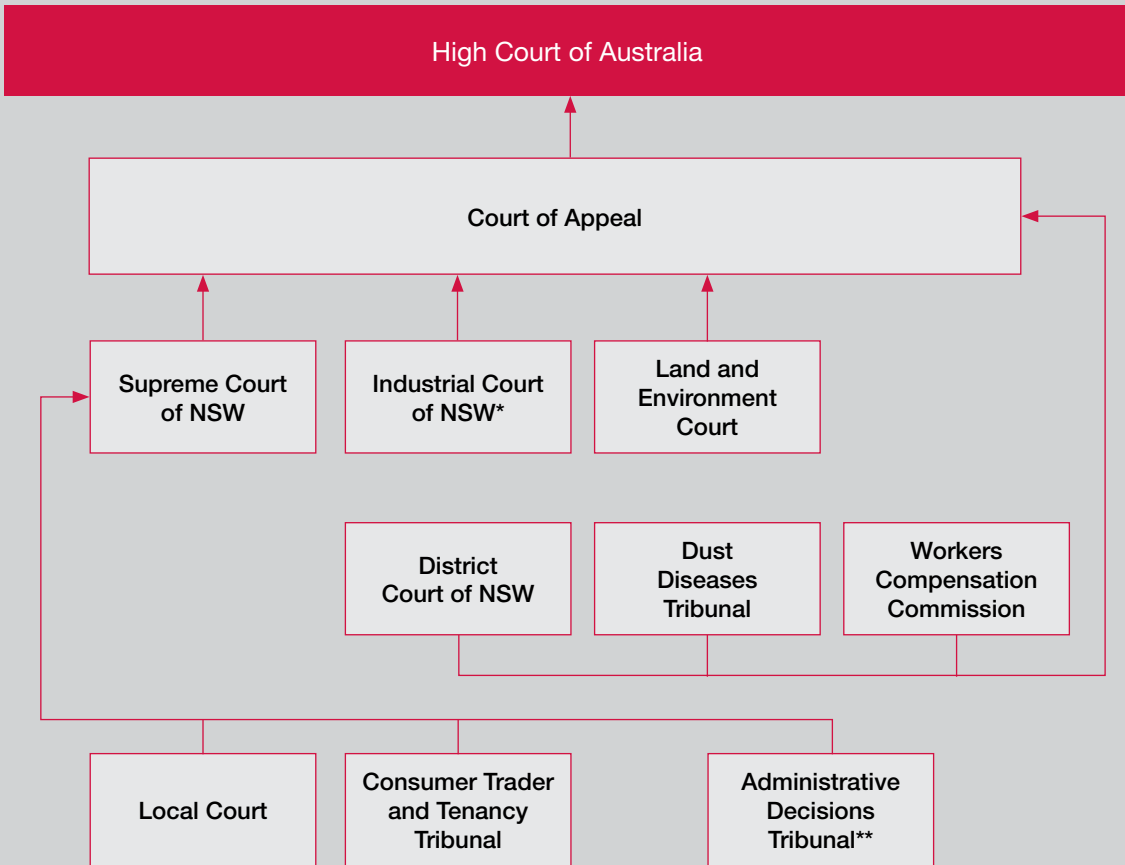 High Court of Australia
Court of Appeal
Supreme Court
of NSW
Industrial Court
of NSW*
Land and
Environment
Court
District
Court of NSW
Dust
Diseases
Tribunal
Workers
Compensation
Commission
Local Court
Consumer Trader
and Tenancy
Tribunal
Administrative
Decisions
Tribunal**